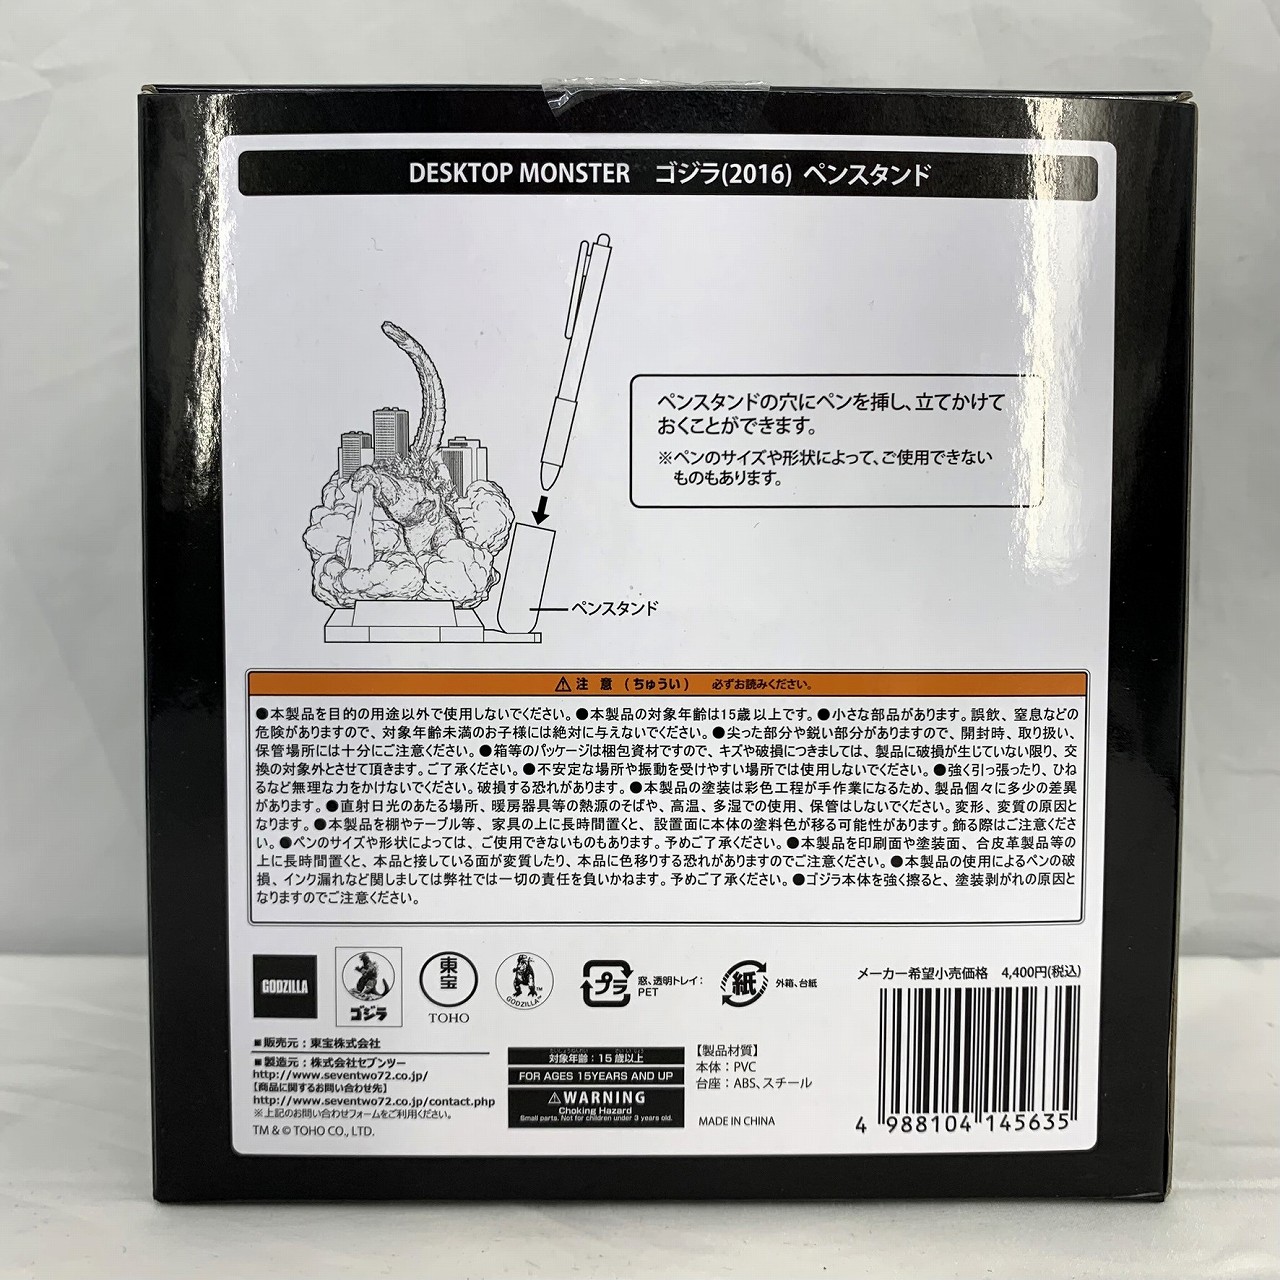 DESKTOP MONSTER ゴジラ(2016) ペンスタンド
ペンスタンドの穴にペンを挿し、立てかけて
おくことができます。
※ペンのサイズや形状によって、ご使用できない
ものもあります。
ペンスタンド
⚠注 意 (ちゅうい) 必ずお読みください。
●本製品を目的の用途以外で使用しないでください。●本製品の対象年齢は15歳以上です。●小さな部品があります。誤飲、窒息などの
危険がありますので、対象年齢未満のお子様には絶対に与えないでください。●尖った部分や鋭い部分がありますので、開封時、取り扱い、
保管場所には十分にご注意ください。●箱等のパッケージは梱包資材ですので、キズや破損につきましては、製品に破損が生じていない限り、交
換の対象外とさせて頂きます。ご了承ください。●不安定な場所や振動を受けやすい場所では使用しないでください。●強く引っ張ったり、ひね
るなど無理な力をかけないでください。破損する恐れがあります。●本製品の塗装は彩色工程が手作業になるため、製品個々に多少の差異
があります。●直射日光のあたる場所、暖房器具等の熱源のそばや、高温、多湿での使用、保管はしないでください。変形、変質の原因と
なります。●本製品を棚やテーブル等、家具の上に長時間置くと、設置面に本体の塗料色が移る可能性があります。飾る際はご注意くださ
い。●ペンのサイズや形状によっては、ご使用できないものもあります。予めご了承ください。●本製品を印刷面や塗装面、合皮革製品等の
上に長時間置くと、本品と接している面が変質したり、本品に色移りする恐れがありますのでご注意ください。●本製品の使用によるペンの破
損、インク漏れなど関しましては弊社では一切の責任を負いかねます。予めご了承ください。●ゴジラ本体を強く擦ると、塗装剥がれの原因と
なりますのでご注意ください。
GODZILLA
ゴジラ
東宝
TOHO
GODZILLA™
プラ
窓、透明トレイ：
PET
紙
外箱、台紙
メーカー希望小売価格 4,400円(税込)
■販売元：東宝株式会社
■製造元：株式会社セブンツー
http://www.seventwo72.co.jp/
【商品に関するお問い合わせ先】
http://www.seventwo72.co.jp/contact.php
※上記のお問い合わせフォームをご利用ください。
TM & © TOHO CO., LTD.
対象年齢：15歳以上
FOR AGES 15YEARS AND UP
⚠WARNING
Choking Hazard
Small parts. Not for children under 3 years old.
【製品材質】
本体：PVC
台座：ABS、スチール
MADE IN CHINA
4 988104 145635